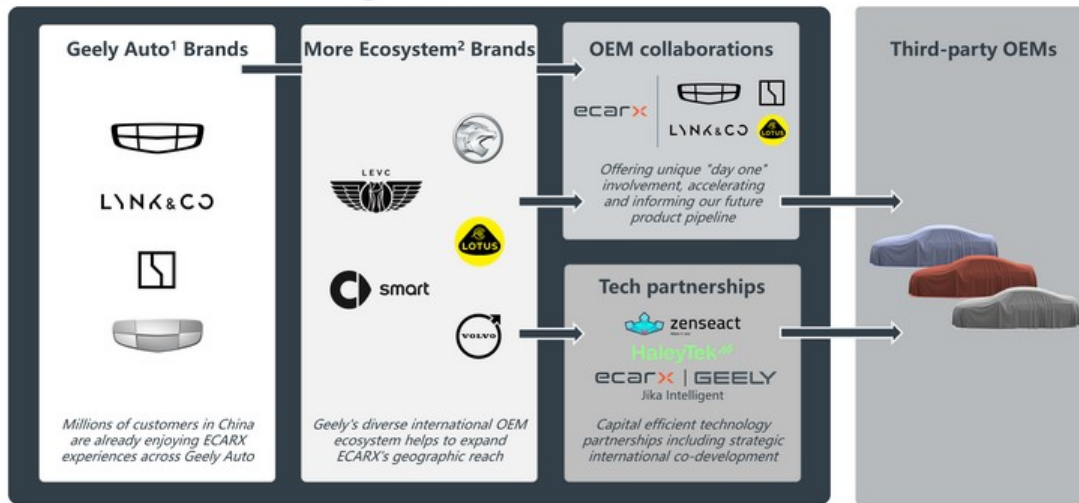 Geely Auto¹ Brands
LYNK&CO
Millions of customers in China
are already enjoying ECARX
experiences across Geely Auto
More Ecosystem² Brands
LEVC
LOTUS
smart
VOLVO
Geely's diverse international OEM
ecosystem helps to expand
ECARX's geographic reach
OEM collaborations
ecarx
LYNK&CO
LOTUS
Offering unique "day one"
involvement, accelerating
and informing our future
product pipeline
Tech partnerships
zenseact
HaleyTek
ecarx | GEELY
Jika Intelligent
Capital efficient technology
partnerships including strategic
international co-development
Third-party OEMs